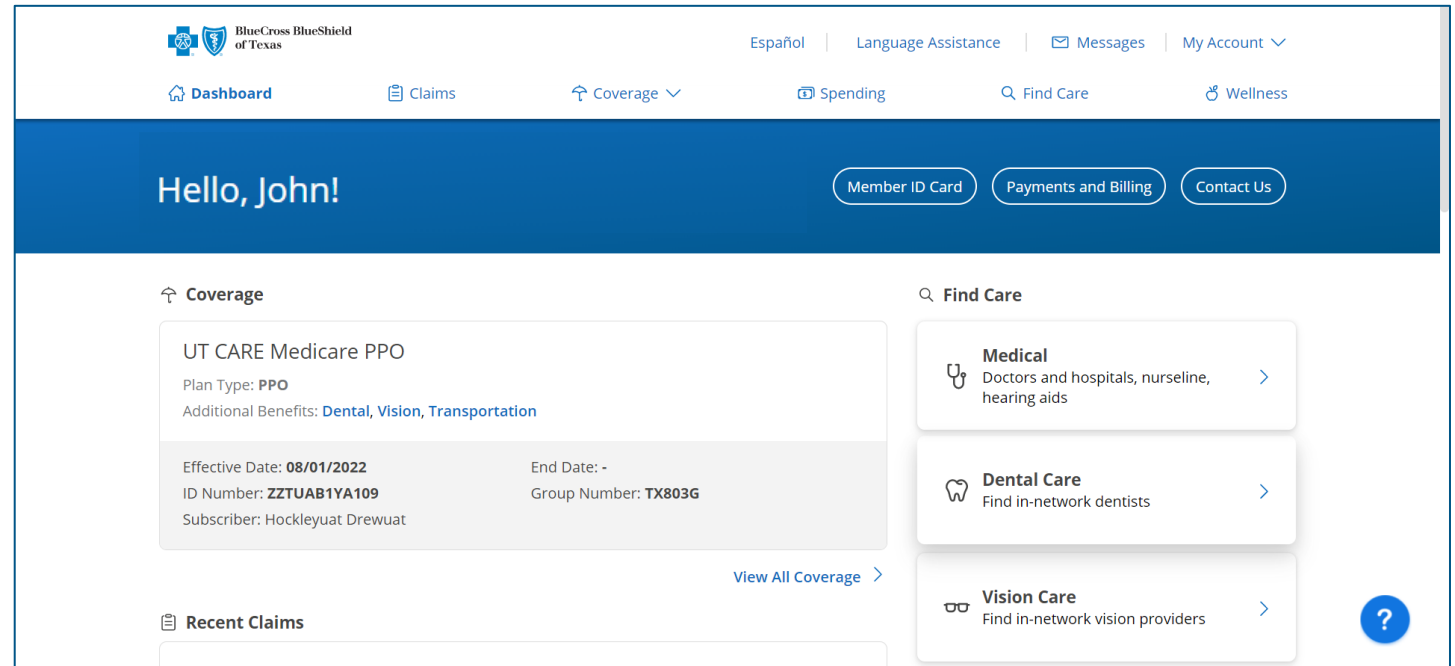 BlueCross BlueShield
of Texas
Español
Language Assistance
Messages
My Account
Dashboard
Claims
Coverage
Spending
Find Care
Wellness
Hello, John!
Member ID Card
Payments and Billing
Contact Us
Coverage
UT CARE Medicare PPO
Plan Type: PPO
Additional Benefits: Dental, Vision, Transportation
Effective Date: 08/01/2022
End Date: -
ID Number: ZZTUAB1YA109
Group Number: TX803G
Subscriber: Hockleyuat Drewuat
View All Coverage
Recent Claims
Find Care
Medical
Doctors and hospitals, nurseline,
hearing aids
Dental Care
Find in-network dentists
Vision Care
Find in-network vision providers
?